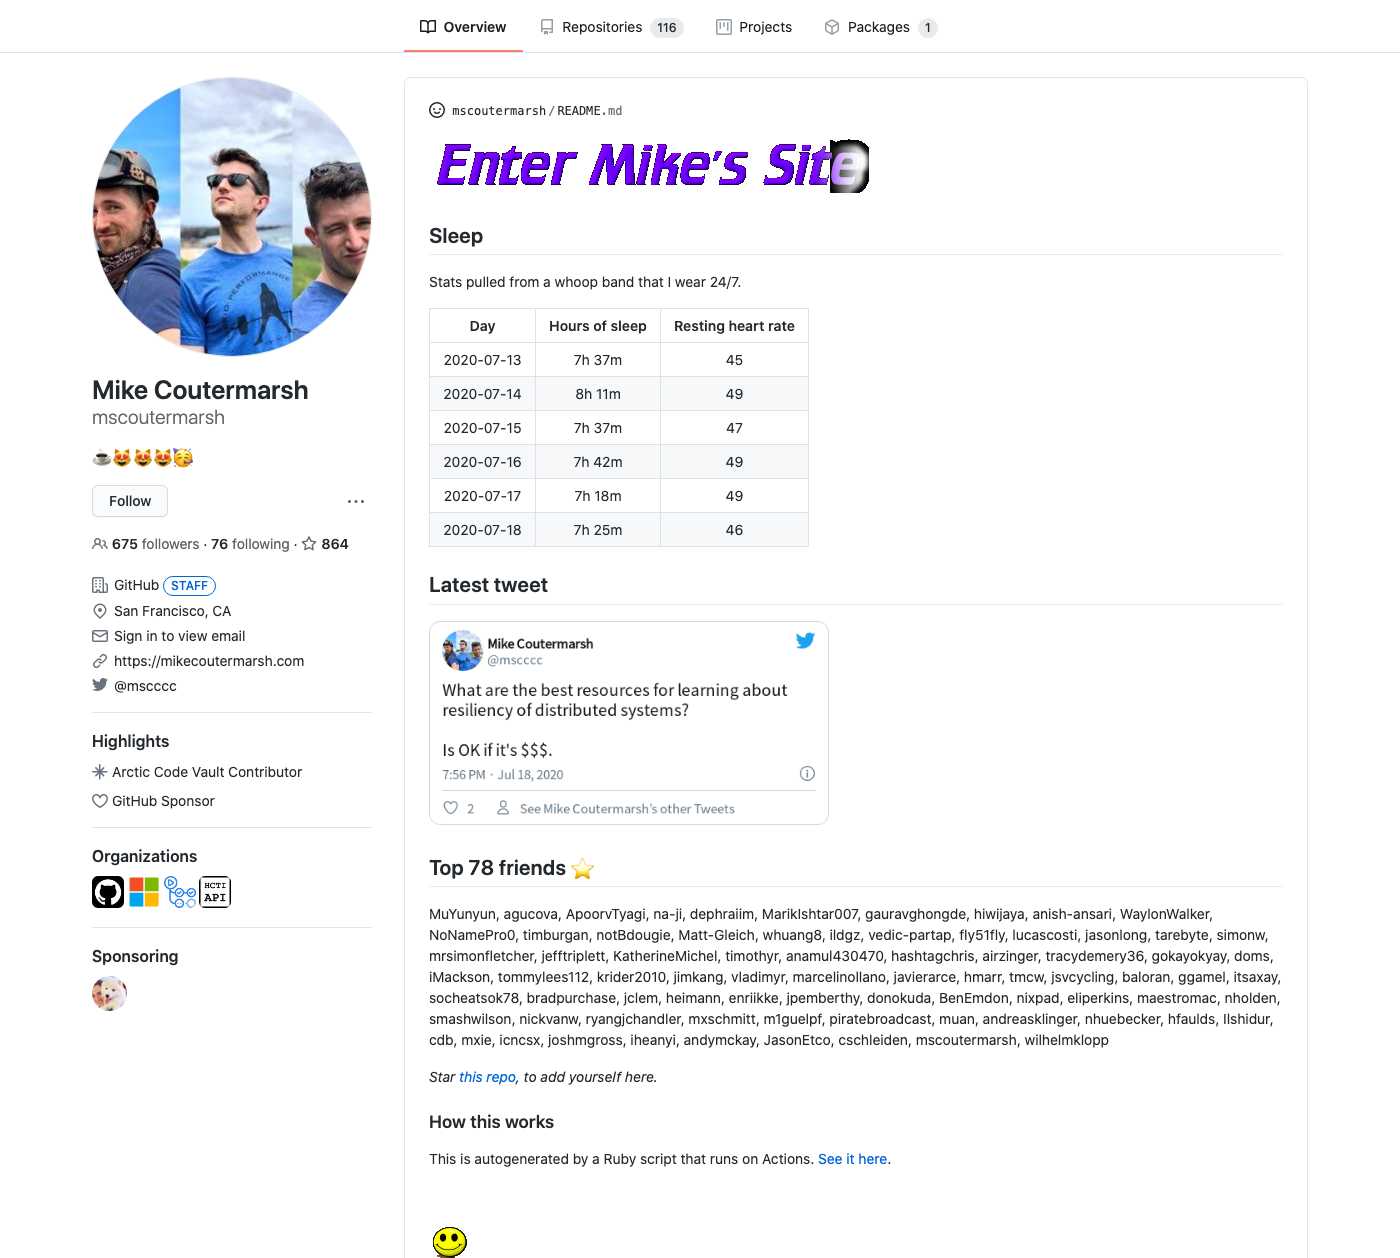 Overview
Repositories 116
Projects
Packages 1
Mike Coutermarsh
mscoutermarsh
Follow
675 followers · 76 following · 864
GitHub STAFF
San Francisco, CA
Sign in to view email
https://mikecoutermarsh.com
@mscccc
Highlights
Arctic Code Vault Contributor
GitHub Sponsor
Organizations
HCTI
API
Sponsoring
mscoutermarsh/README.md
Enter Mike's Site
Sleep
Stats pulled from a whoop band that I wear 24/7.
Day Hours of sleep Resting heart rate
2020-07-13 7h 37m 45
2020-07-14 8h 11m 49
2020-07-15 7h 37m 47
2020-07-16 7h 42m 49
2020-07-17 7h 18m 49
2020-07-18 7h 25m 46
Latest tweet
Mike Coutermarsh
@mscccc
What are the best resources for learning about
resiliency of distributed systems?
Is OK if it's $$$.
7:56 PM · Jul 18, 2020
2 See Mike Coutermarsh's other Tweets
Top 78 friends
MuYunyun, agucova, ApoorvTyagi, na-ji, dephraiim, MarikIshtar007, gauravghongde, hiwijaya, anish-ansari, WaylonWalker,
NoNamePro0, timburgan, notBdougie, Matt-Gleich, whuang8, ildgz, vedic-partap, fly51fly, lucascosti, jasonlong, tarebyte, simonw,
mrsimonfletcher, jefftriplett, KatherineMichel, timothyr, anamul430470, hashtagchris, airzinger, tracydemery36, gokayokyay, doms,
iMackson, tommylees112, krider2010, jimkang, vladimyr, marcelinollano, javierarce, hmarr, tmcw, jsvcycling, baloran, ggamel, itsaxay,
socheatsok78, bradpurchase, jclem, heimann, enriikke, jpemberthy, donokuda, BenEmdon, nixpad, eliperkins, maestromac, nholden,
smashwilson, nickvanw, ryangjchandler, mxschmitt, m1guelpf, piratebroadcast, muan, andreasklinger, nhuebecker, hfaulds, llshidur,
cdb, mxie, icncsx, joshmgross, iheanyi, andymckay, JasonEtco, cschleiden, mscoutermarsh, wilhelmklopp
Star this repo, to add yourself here.
How this works
This is autogenerated by a Ruby script that runs on Actions. See it here.